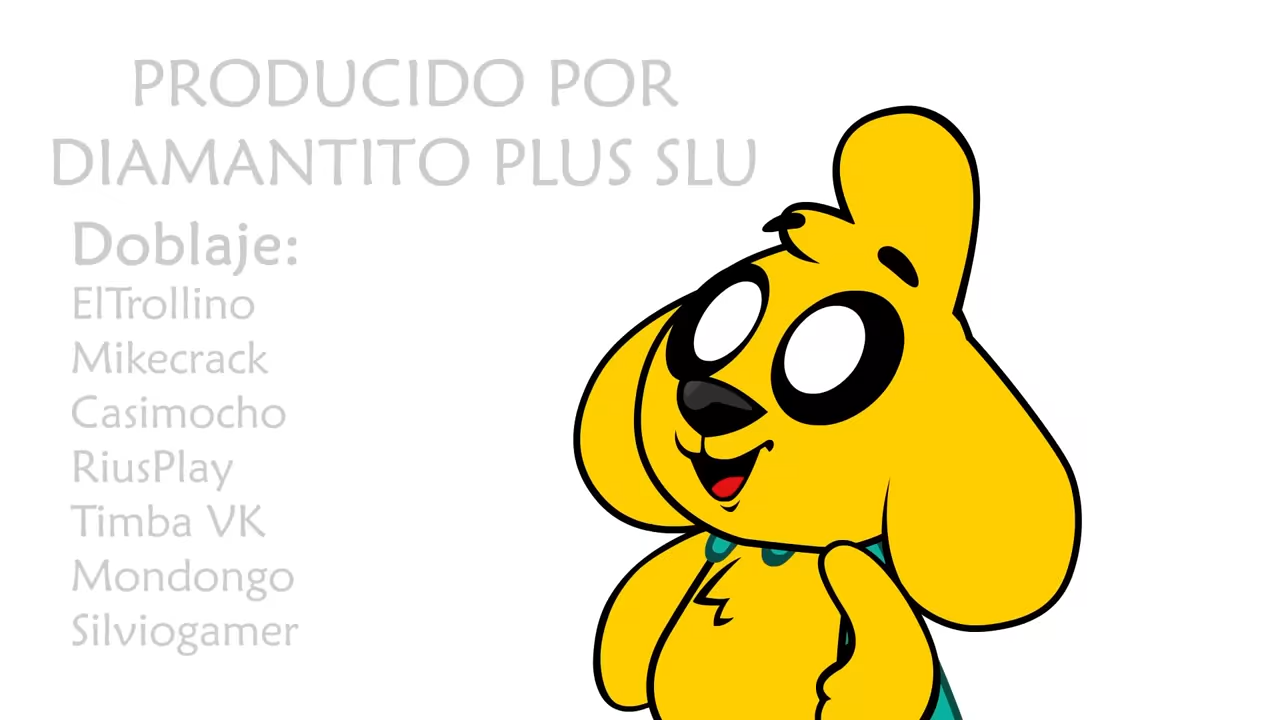 PRODUCIDO POR
DIAMANTITO PLUS SLU
Doblaje:
ElTrollino
Mikecrack
Casimocho
RiusPlay
Timba VK
Mondongo
Silviogamer